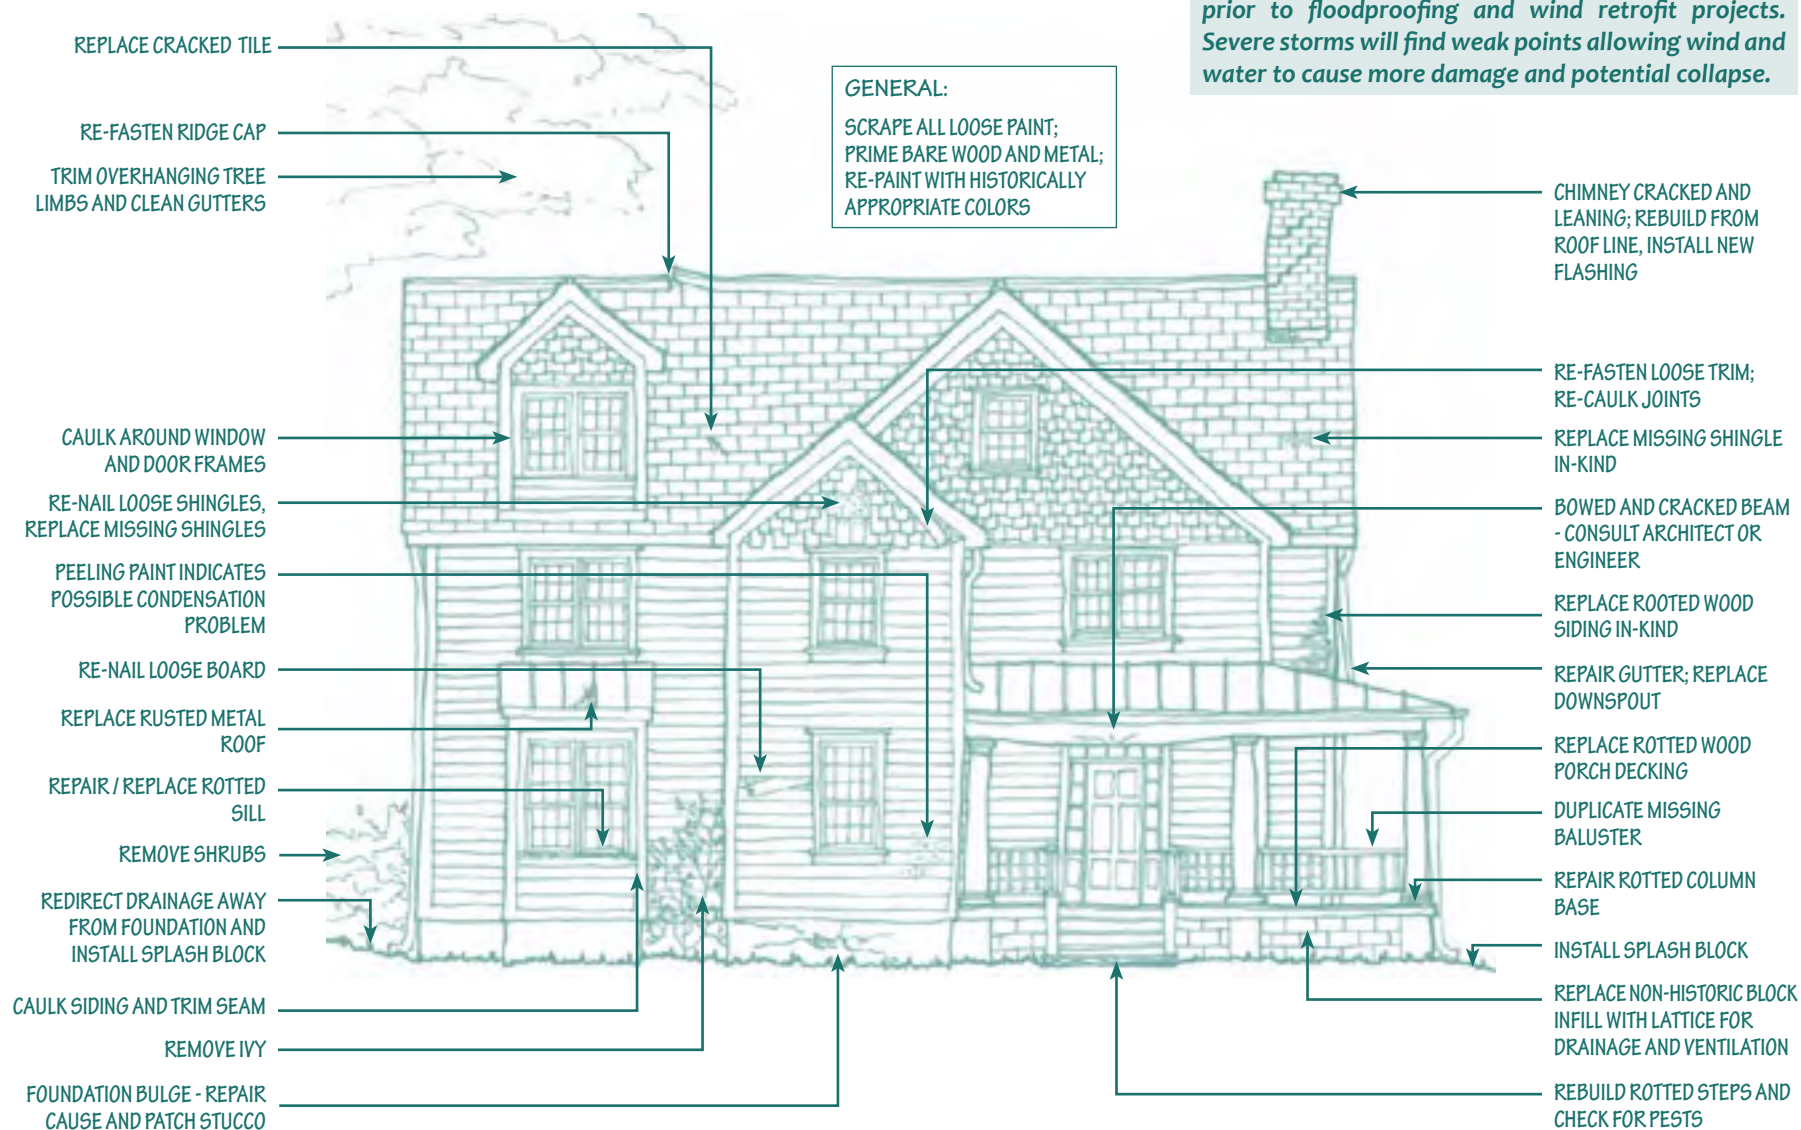 prior to floodproofing and wind retrofit projects.
Severe storms will find weak points allowing wind and
water to cause more damage and potential collapse.
GENERAL:
SCRAPE ALL LOOSE PAINT;
PRIME BARE WOOD AND METAL;
RE-PAINT WITH HISTORICALLY
APPROPRIATE COLORS
REPLACE CRACKED TILE
RE-FASTEN RIDGE CAP
TRIM OVERHANGING TREE
LIMBS AND CLEAN GUTTERS
CAULK AROUND WINDOW
AND DOOR FRAMES
RE-NAIL LOOSE SHINGLES,
REPLACE MISSING SHINGLES
PEELING PAINT INDICATES
POSSIBLE CONDENSATION
PROBLEM
RE-NAIL LOOSE BOARD
REPLACE RUSTED METAL
ROOF
REPAIR / REPLACE ROTTED
SILL
REMOVE SHRUBS
REDIRECT DRAINAGE AWAY
FROM FOUNDATION AND
INSTALL SPLASH BLOCK
CAULK SIDING AND TRIM SEAM
REMOVE IVY
FOUNDATION BULGE - REPAIR
CAUSE AND PATCH STUCCO
CHIMNEY CRACKED AND
LEANING; REBUILD FROM
ROOF LINE, INSTALL NEW
FLASHING
RE-FASTEN LOOSE TRIM;
RE-CAULK JOINTS
REPLACE MISSING SHINGLE
IN-KIND
BOWED AND CRACKED BEAM
- CONSULT ARCHITECT OR
ENGINEER
REPLACE ROOTED WOOD
SIDING IN-KIND
REPAIR GUTTER; REPLACE
DOWNSPOUT
REPLACE ROTTED WOOD
PORCH DECKING
DUPLICATE MISSING
BALUSTER
REPAIR ROTTED COLUMN
BASE
INSTALL SPLASH BLOCK
REPLACE NON-HISTORIC BLOCK
INFILL WITH LATTICE FOR
DRAINAGE AND VENTILATION
REBUILD ROTTED STEPS AND
CHECK FOR PESTS